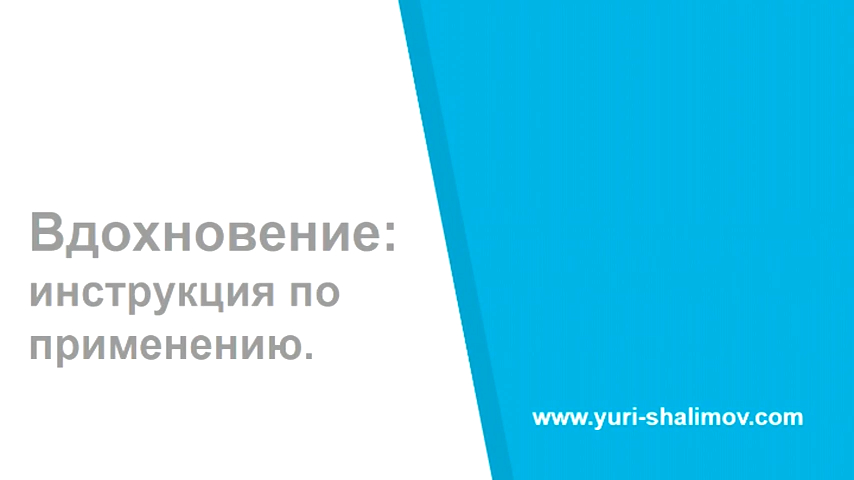 Вдохновение:
инструкция по
применению.
www.yuri-shalimov.com